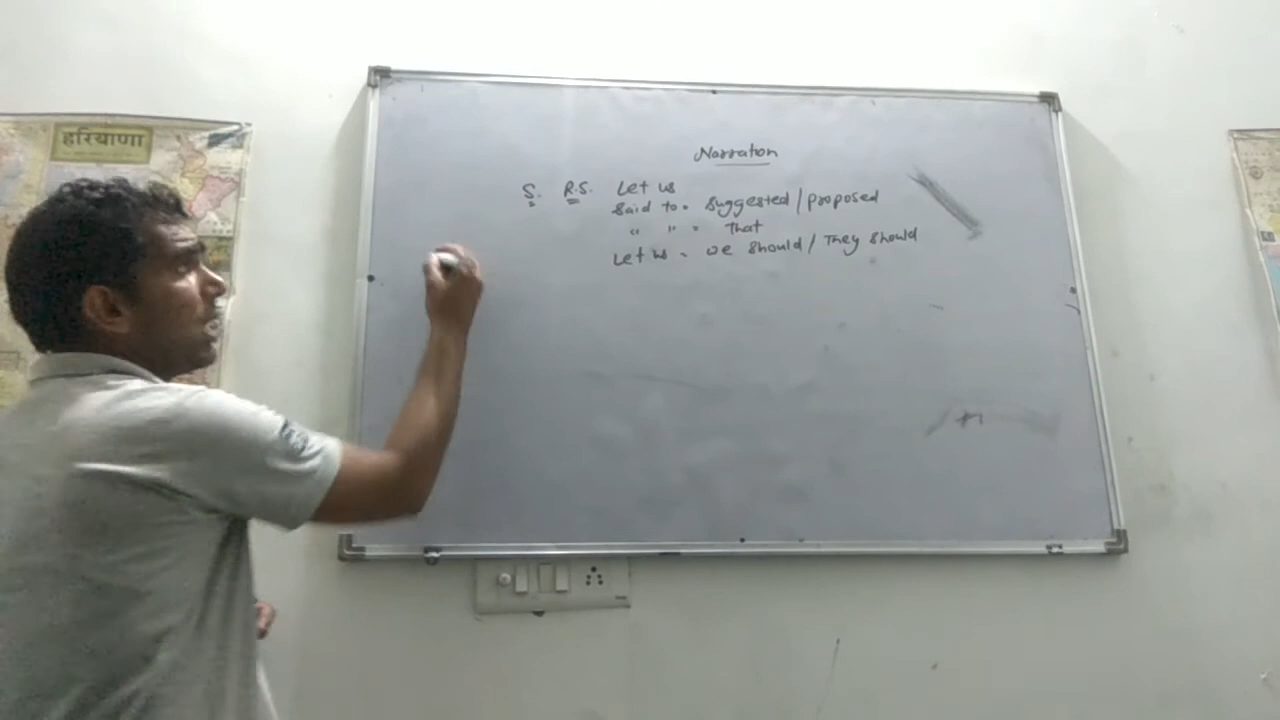 हरियाणा
Narration
S. R.S. Let us
Said to = Suggested / proposed
" " = That
Let us = we should / They should